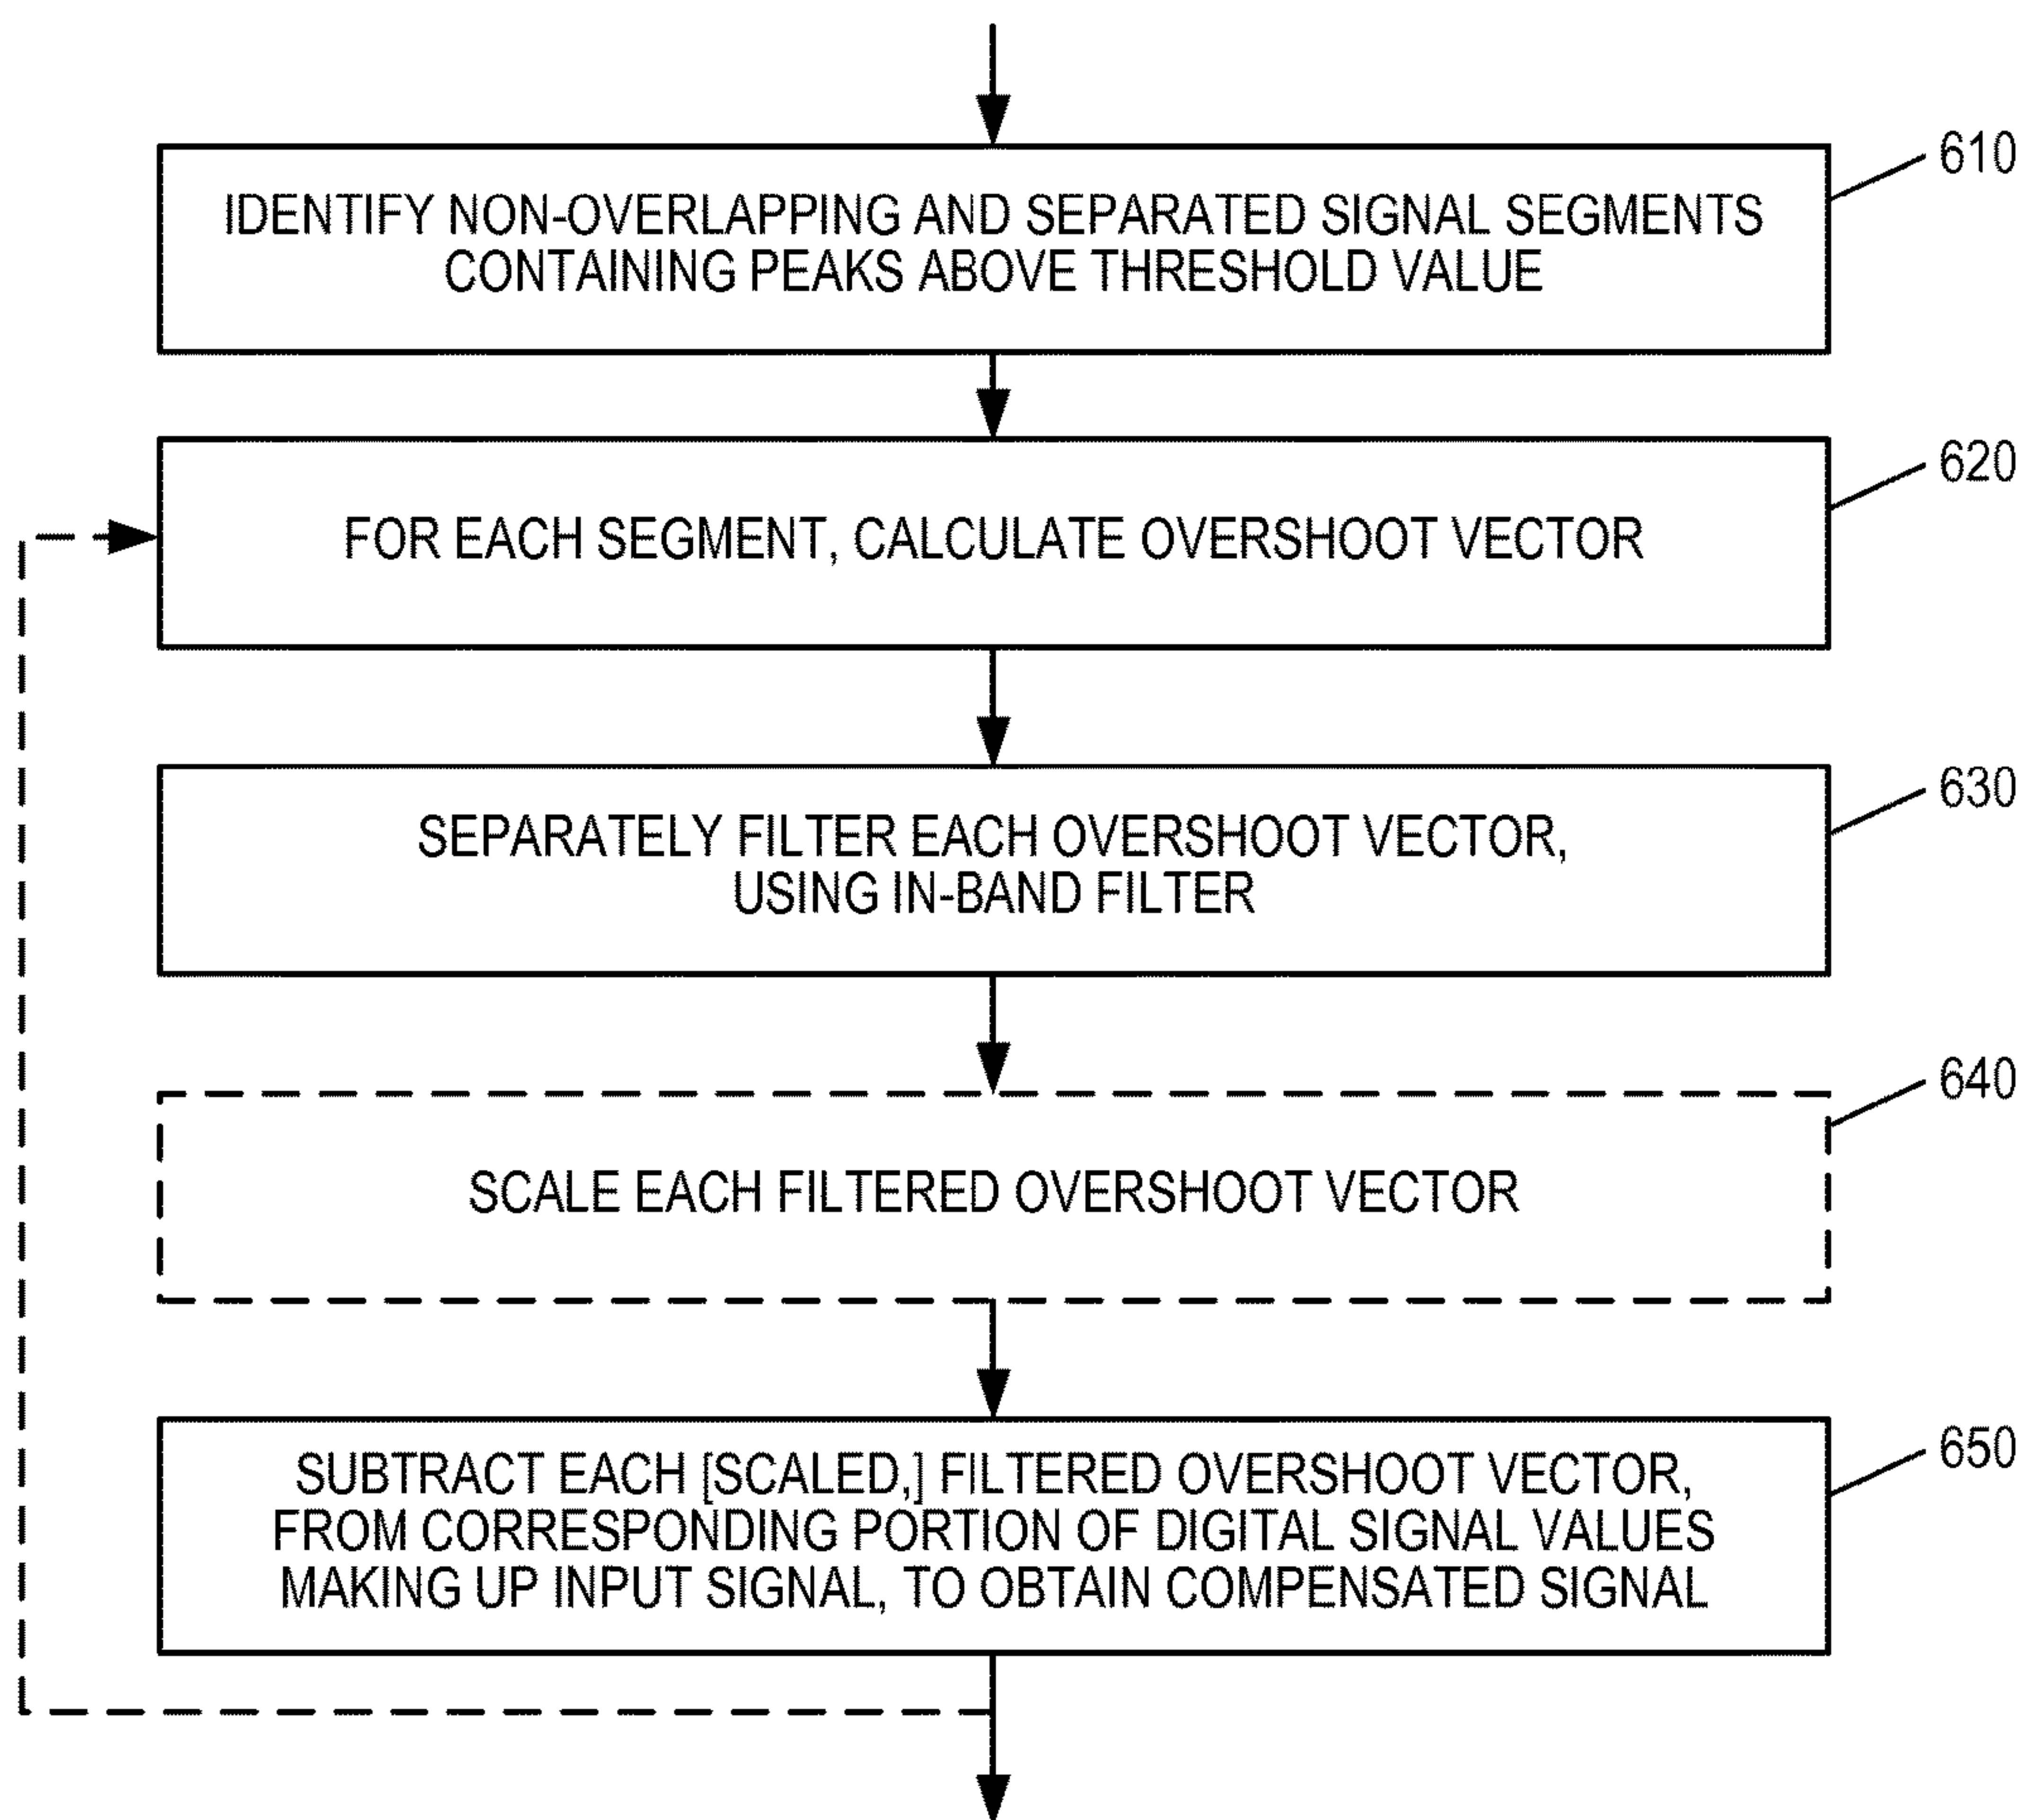 610
IDENTIFY NON-OVERLAPPING AND SEPARATED SIGNAL SEGMENTS
CONTAINING PEAKS ABOVE THRESHOLD VALUE
620
FOR EACH SEGMENT, CALCULATE OVERSHOOT VECTOR
630
SEPARATELY FILTER EACH OVERSHOOT VECTOR,
USING IN-BAND FILTER
640
SCALE EACH FILTERED OVERSHOOT VECTOR
650
SUBTRACT EACH [SCALED,] FILTERED OVERSHOOT VECTOR,
FROM CORRESPONDING PORTION OF DIGITAL SIGNAL VALUES
MAKING UP INPUT SIGNAL, TO OBTAIN COMPENSATED SIGNAL